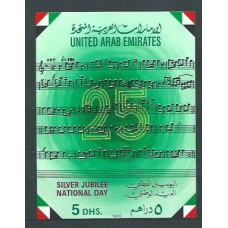 الإمارات العربية المتحدة
UNITED ARAB EMIRATES
25
SILVER JUBILEE
NATIONAL DAY
اليوبيل الفضي
العيد الوطني
5 DHS.
٥ دراهم